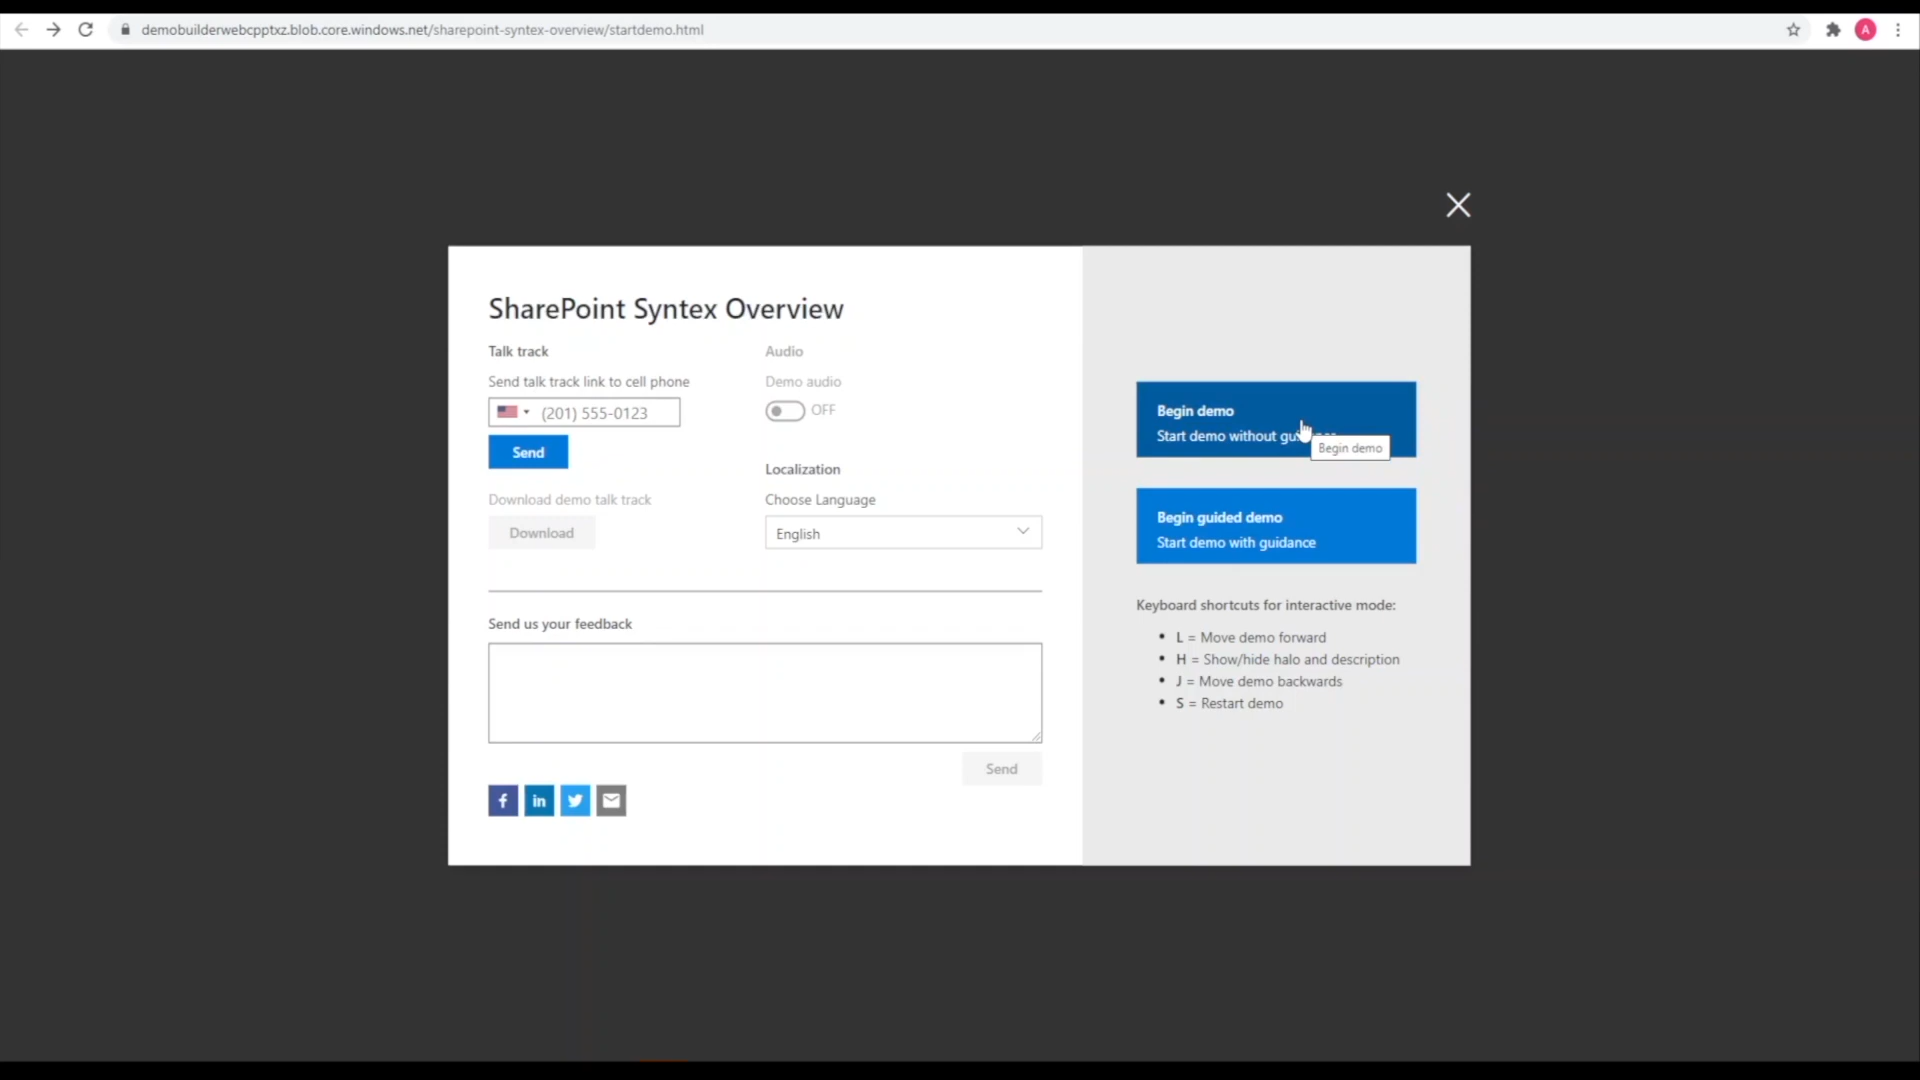 demobuilderwebcpptxz.blob.core.windows.net/sharepoint-syntex-overview/startdemo.html
A
SharePoint Syntex Overview
Talk track
Send talk track link to cell phone
(201) 555-0123
Send
Download demo talk track
Download
Audio
Demo audio
OFF
Localization
Choose Language
English
Send us your feedback
Send
f
in
Begin demo
Start demo without
Begin demo
Begin guided demo
Start demo with guidance
Keyboard shortcuts for interactive mode:
• L = Move demo forward
• H = Show/hide halo and description
• J = Move demo backwards
• S = Restart demo